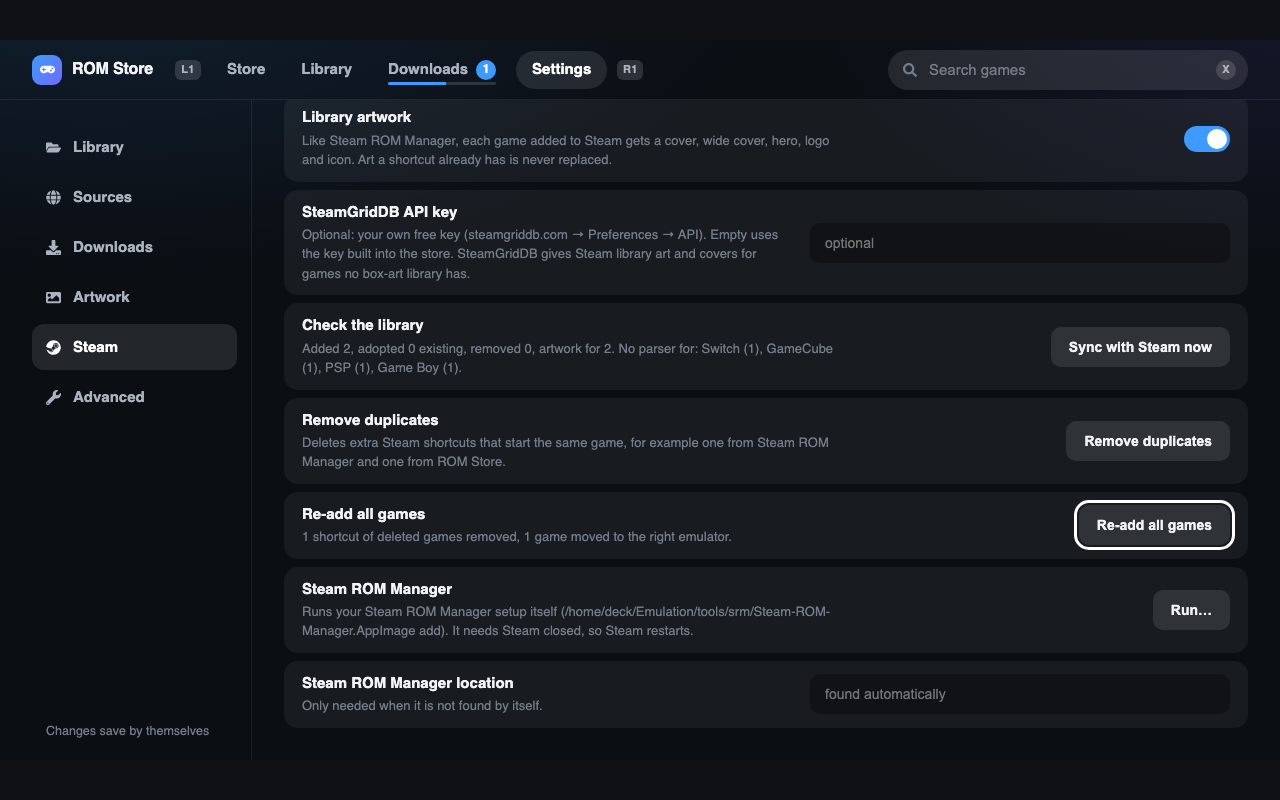 ROM Store L1 Store Library Downloads 1 Settings R1 Search games X
Library
Sources
Downloads
Artwork
Steam
Advanced
Changes save by themselves
Library artwork
Like Steam ROM Manager, each game added to Steam gets a cover, wide cover, hero, logo
and icon. Art a shortcut already has is never replaced.
SteamGridDB API key
Optional: your own free key (steamgriddb.com → Preferences → API). Empty uses
the key built into the store. SteamGridDB gives Steam library art and covers for
games no box-art library has.
optional
Check the library
Added 2, adopted 0 existing, removed 0, artwork for 2. No parser for: Switch (1), GameCube
(1), PSP (1), Game Boy (1).
Sync with Steam now
Remove duplicates
Deletes extra Steam shortcuts that start the same game, for example one from Steam ROM
Manager and one from ROM Store.
Remove duplicates
Re-add all games
1 shortcut of deleted games removed, 1 game moved to the right emulator.
Re-add all games
Steam ROM Manager
Runs your Steam ROM Manager setup itself (/home/deck/Emulation/tools/srm/Steam-ROM-
Manager.AppImage add). It needs Steam closed, so Steam restarts.
Run...
Steam ROM Manager location
Only needed when it is not found by itself.
found automatically